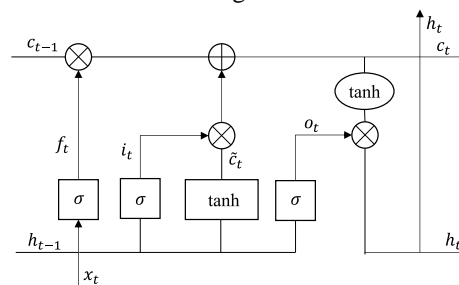 h_t
c_{t-1}
c_t
tanh
o_t
f_t
i_t
c̃_t
σ
σ
tanh
σ
h_{t-1}
h_t
x_t